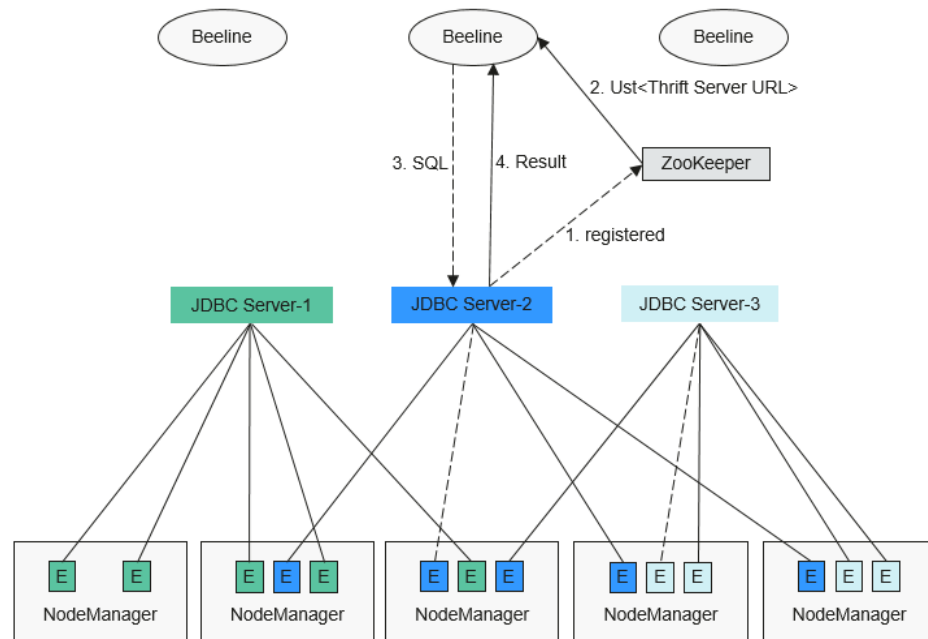 Beeline
Beeline
Beeline
2. Ust<Thrift Server URL>
3. SQL
4. Result
ZooKeeper
1. registered
JDBC Server-1
JDBC Server-2
JDBC Server-3
E
E
E
E
E
E
E
E
E
E
E
E
E
E
NodeManager
NodeManager
NodeManager
NodeManager
NodeManager